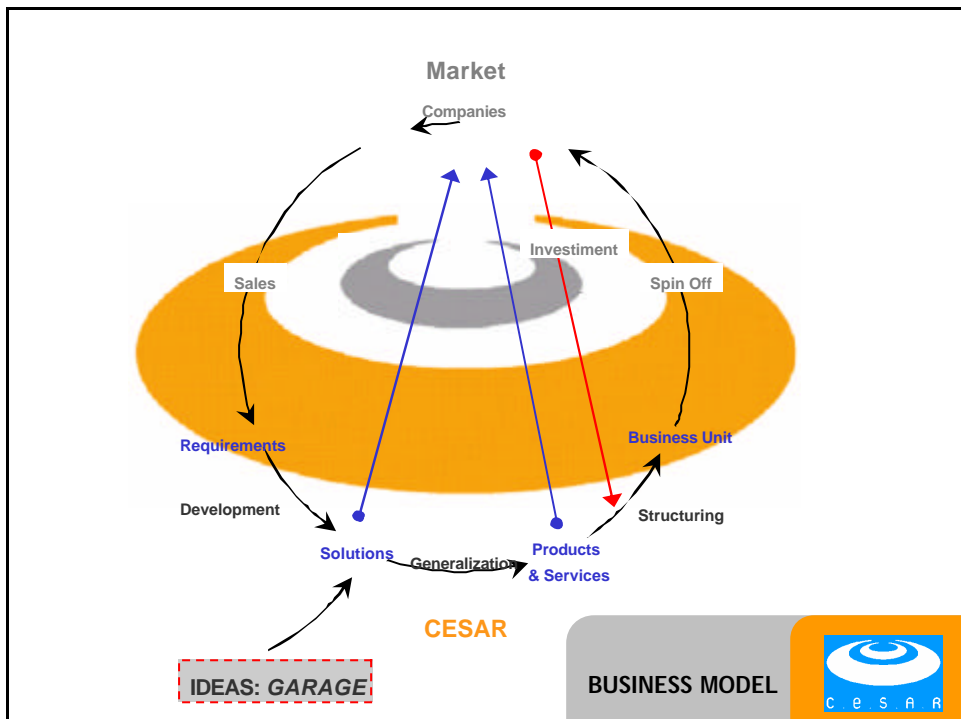 Market
Companies
Investiment
Sales
Spin Off
Requirements
Business Unit
Development
Structuring
Solutions
Generalization
Products
& Services
CESAR
IDEAS: GARAGE
BUSINESS MODEL
C.e.S.A.R